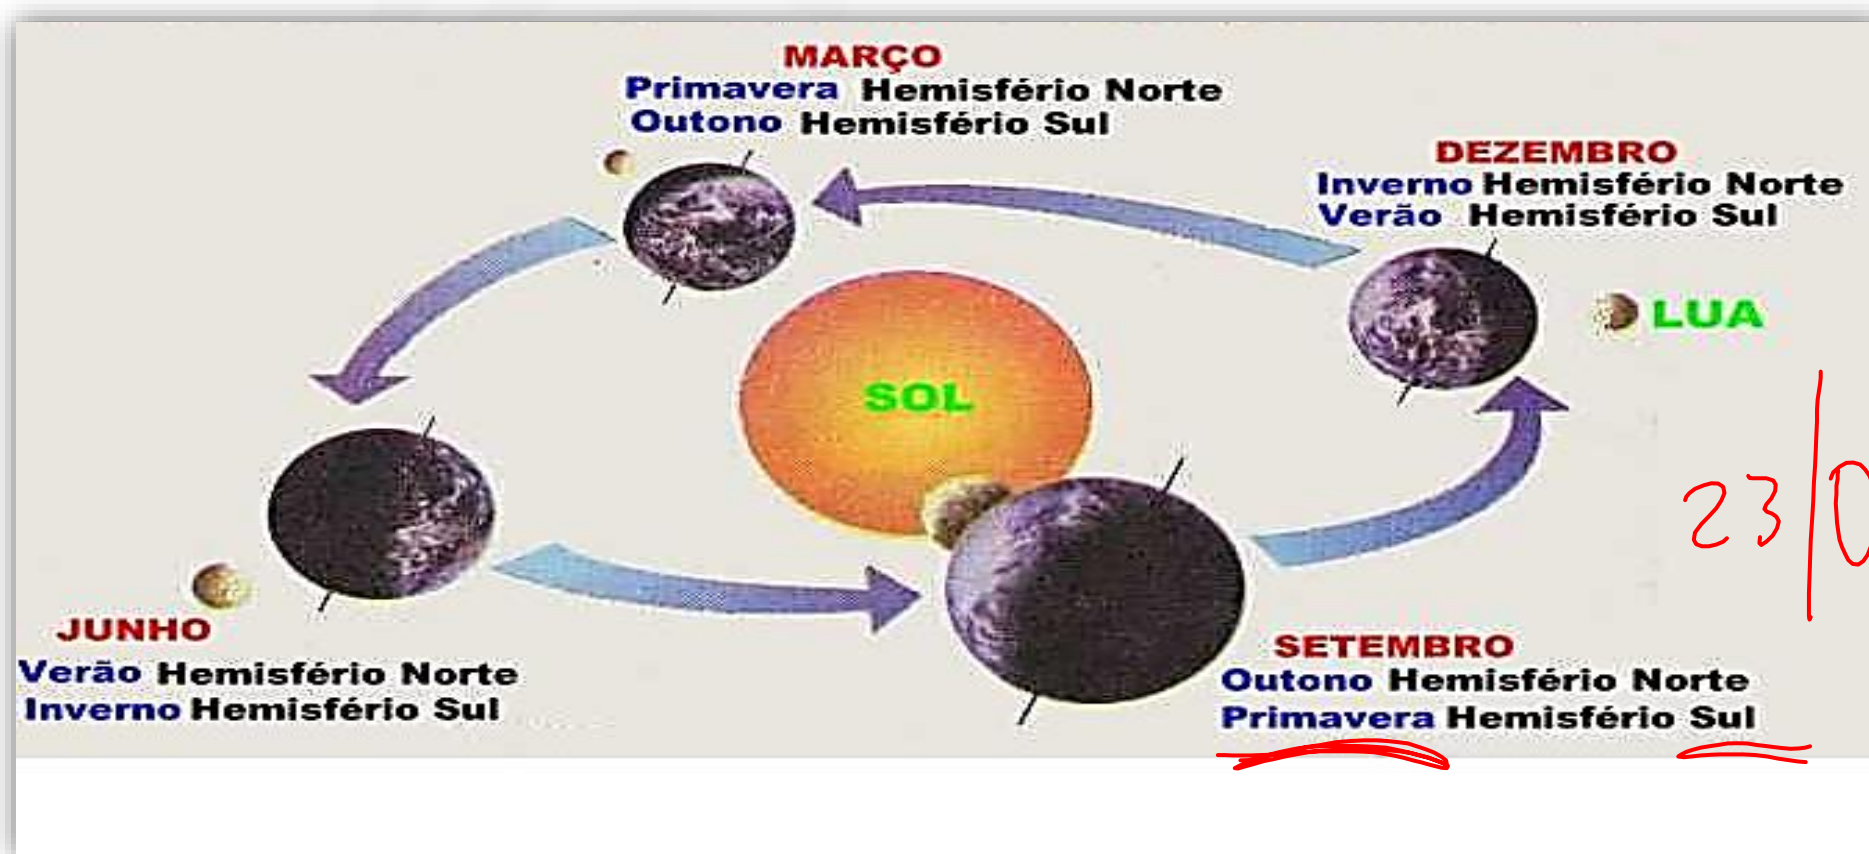 MARÇO
Primavera Hemisfério Norte
Outono Hemisfério Sul
DEZEMBRO
Inverno Hemisfério Norte
Verão Hemisfério Sul
LUA
SOL
23/0
JUNHO
Verão Hemisfério Norte
Inverno Hemisfério Sul
SETEMBRO
Outono Hemisfério Norte
Primavera Hemisfério Sul